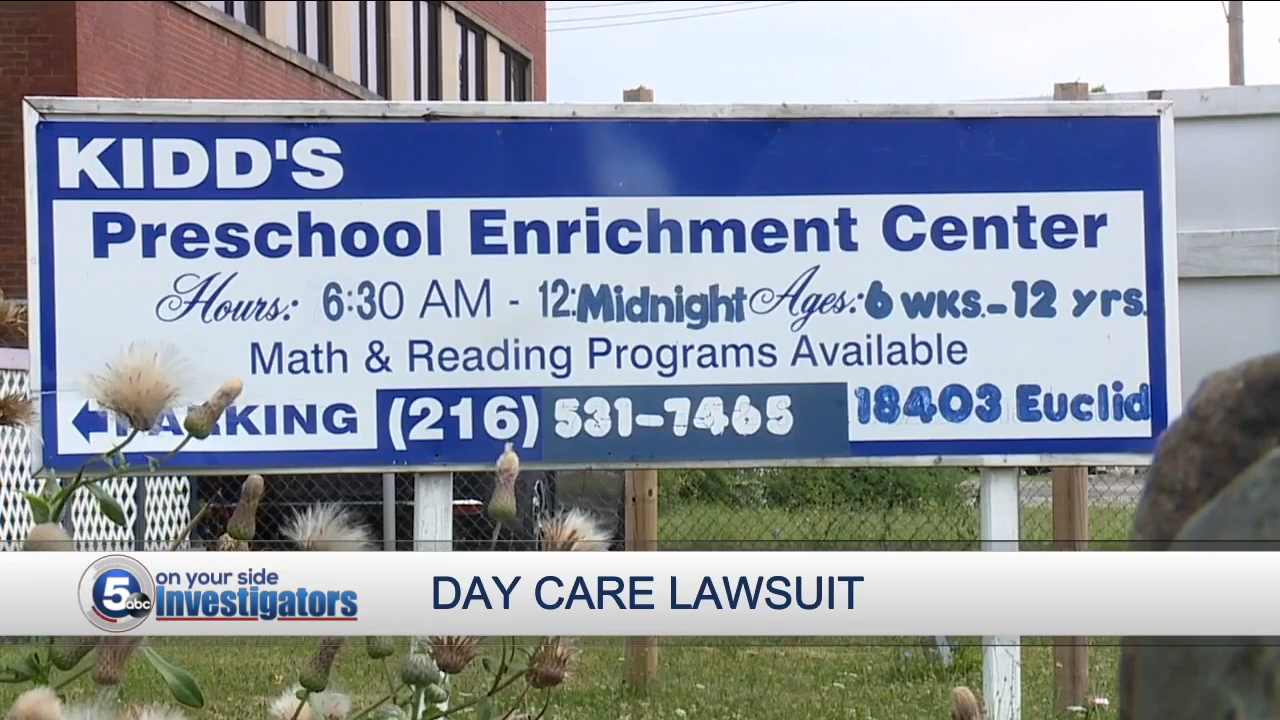 KIDD'S
Preschool Enrichment Center
Hours: 6:30 AM - 12:Midnight Ages: 6 WKS.-12 yrs.
Math & Reading Programs Available
PARKING (216) 531-7465 18403 Euclid
5 abc on your side Investigators
DAY CARE LAWSUIT